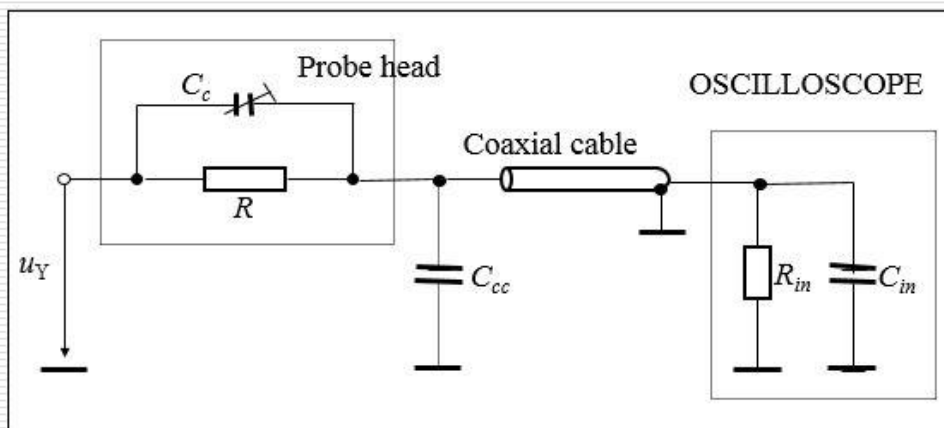 Probe head
C_c
OSCILLOSCOPE
Coaxial cable
R
u_Y
C_cc
R_in
C_in